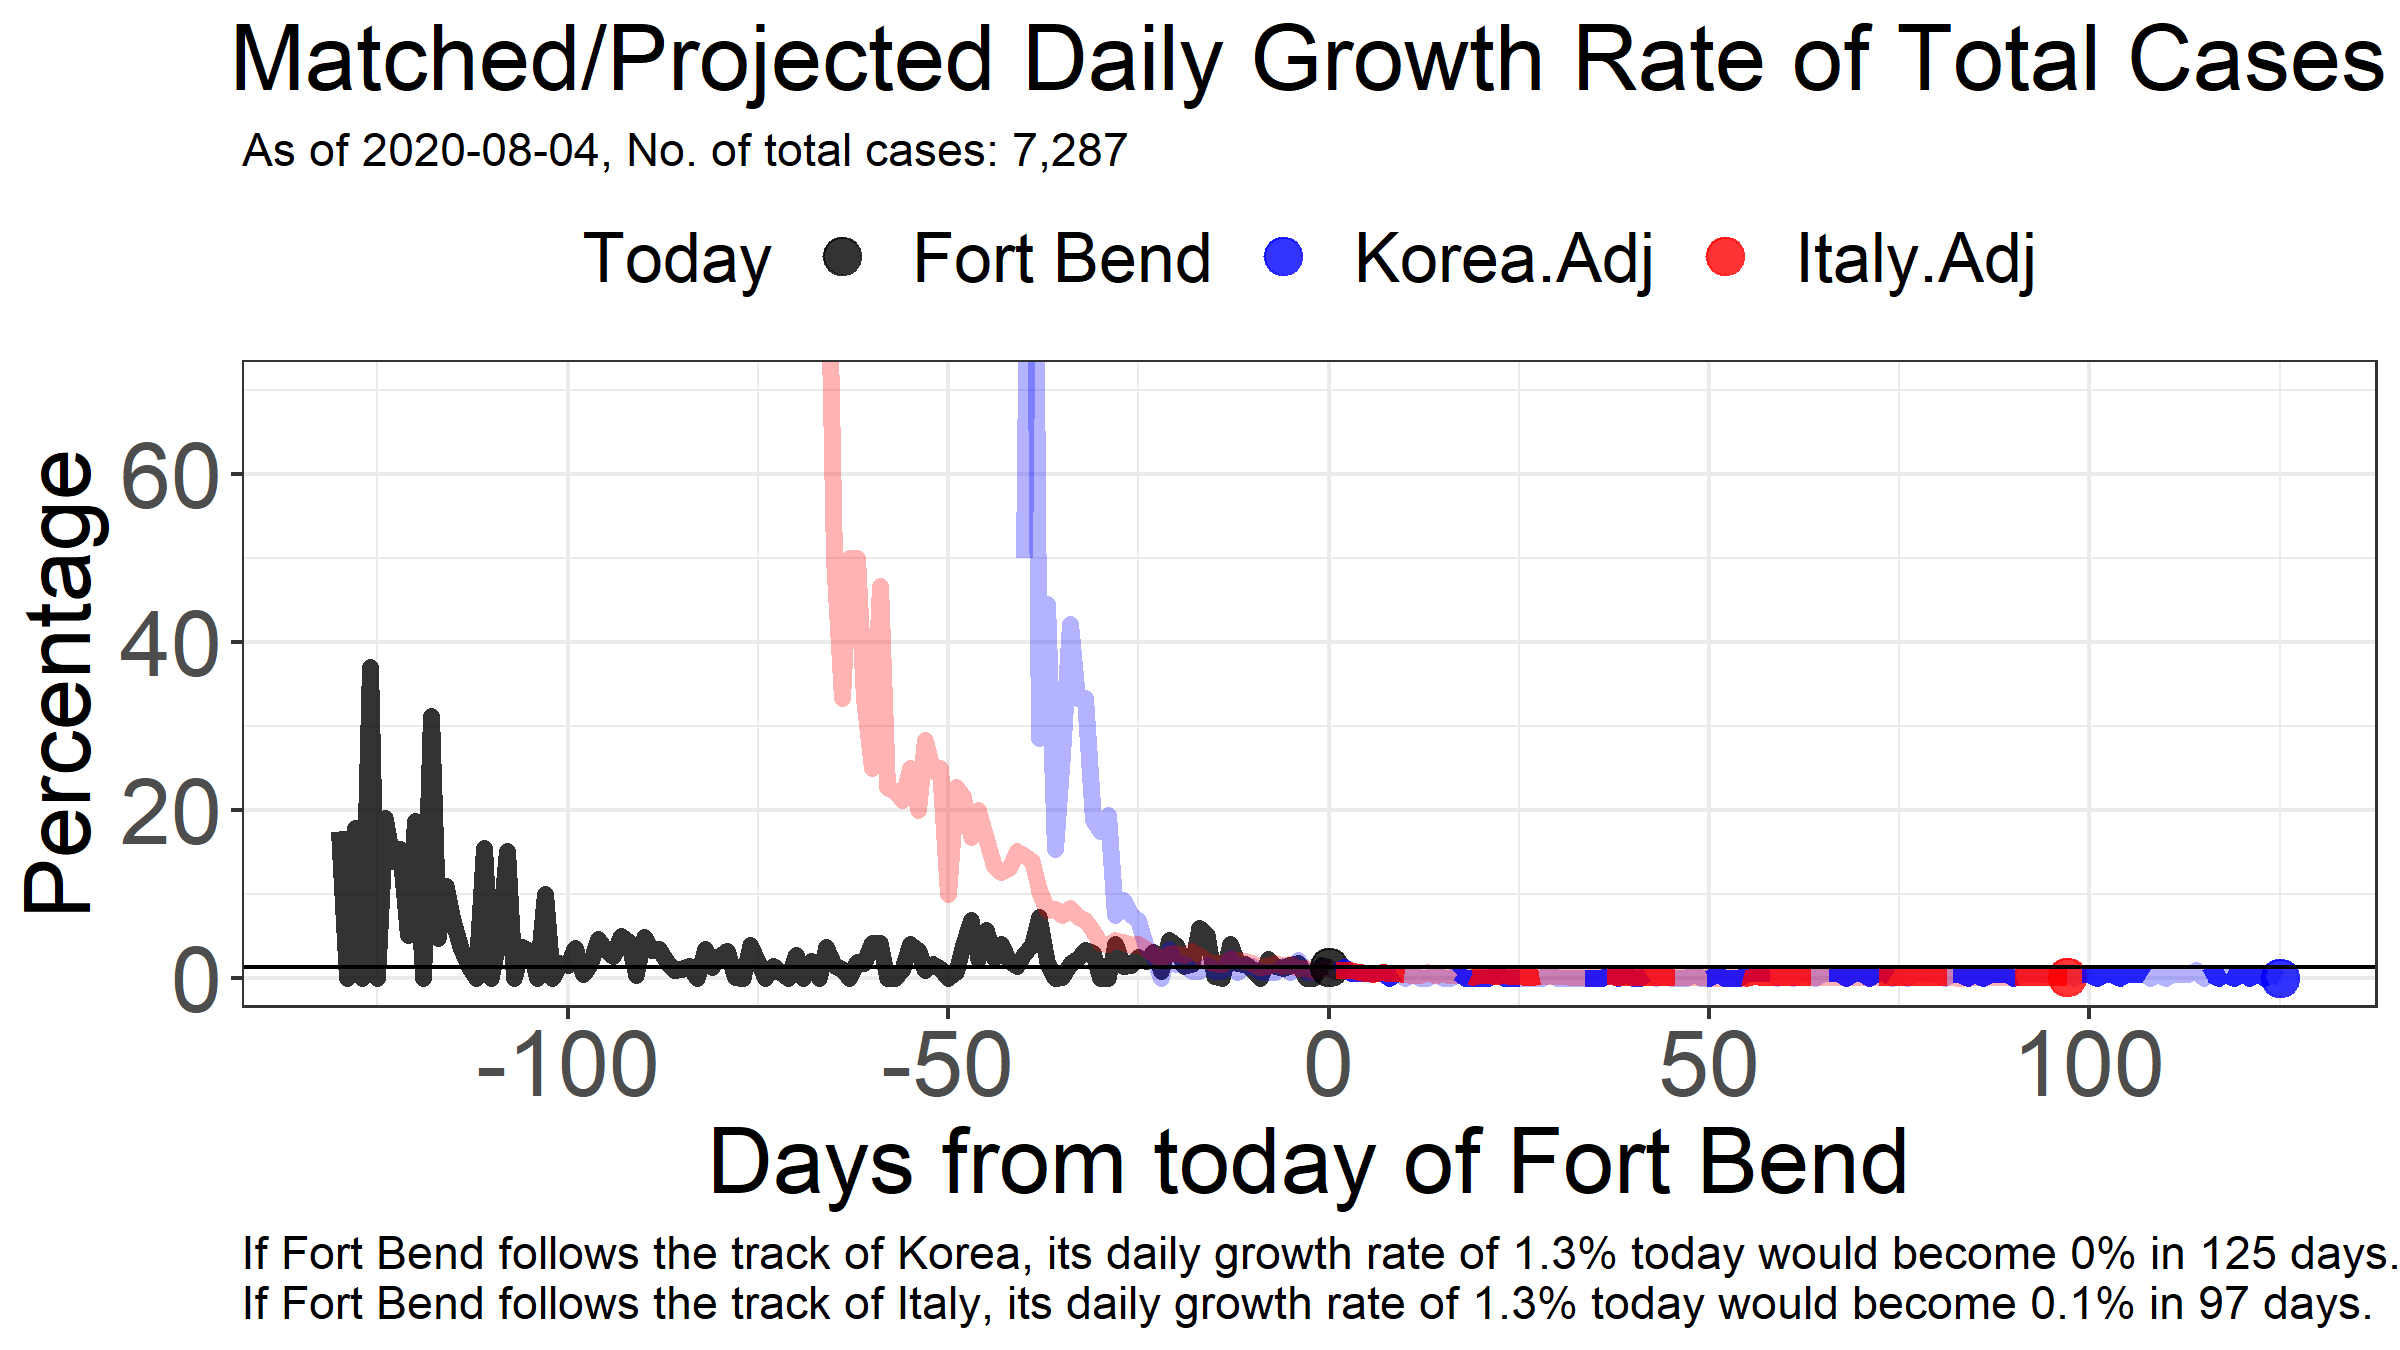 Matched/Projected Daily Growth Rate of Total Cases
As of 2020-08-04, No. of total cases: 7,287
Today Fort Bend Korea.Adj Italy.Adj
Percentage
60
40
20
0
-100 -50 0 50 100
Days from today of Fort Bend
If Fort Bend follows the track of Korea, its daily growth rate of 1.3% today would become 0% in 125 days.
If Fort Bend follows the track of Italy, its daily growth rate of 1.3% today would become 0.1% in 97 days.